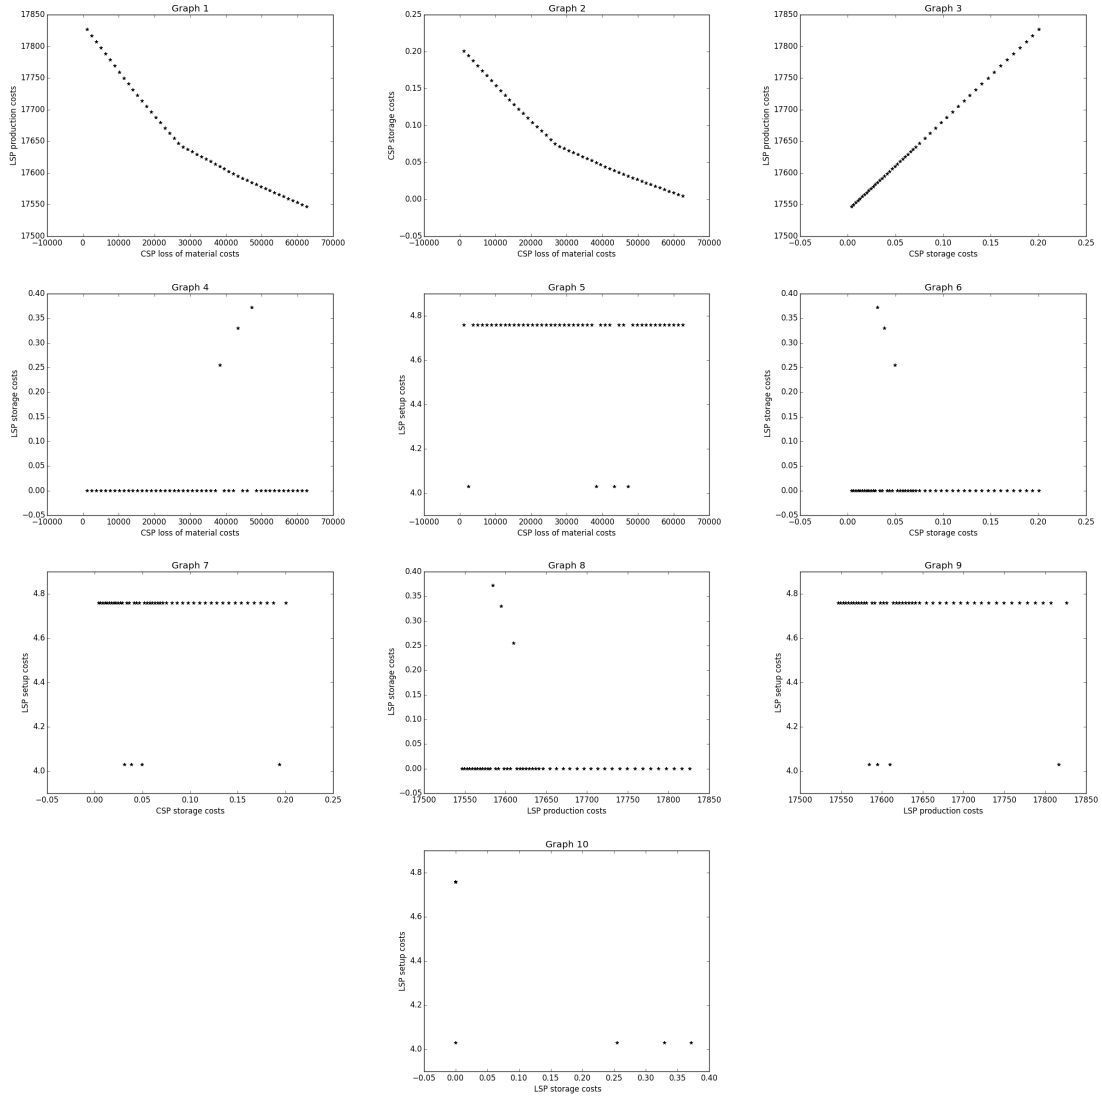 Graph 1
LSP production costs
17850
17800
17750
17700
17650
17600
17550
17500
−10000 0 10000 20000 30000 40000 50000 60000 70000
CSP loss of material costs
Graph 2
CSP storage costs
0.25
0.20
0.15
0.10
0.05
0.00
−0.05
−10000 0 10000 20000 30000 40000 50000 60000 70000
CSP loss of material costs
Graph 3
LSP production costs
17850
17800
17750
17700
17650
17600
17550
17500
−0.05 0.00 0.05 0.10 0.15 0.20 0.25
CSP storage costs
Graph 4
LSP storage costs
0.40
0.35
0.30
0.25
0.20
0.15
0.10
0.05
0.00
−0.05
−10000 0 10000 20000 30000 40000 50000 60000 70000
CSP loss of material costs
Graph 5
LSP setup costs
4.8
4.6
4.4
4.2
4.0
−10000 0 10000 20000 30000 40000 50000 60000 70000
CSP loss of material costs
Graph 6
LSP storage costs
0.40
0.35
0.30
0.25
0.20
0.15
0.10
0.05
0.00
−0.05
−0.05 0.00 0.05 0.10 0.15 0.20 0.25
CSP storage costs
Graph 7
LSP setup costs
4.8
4.6
4.4
4.2
4.0
−0.05 0.00 0.05 0.10 0.15 0.20 0.25
CSP storage costs
Graph 8
LSP storage costs
0.40
0.35
0.30
0.25
0.20
0.15
0.10
0.05
0.00
−0.05
17500 17550 17600 17650 17700 17750 17800 17850
LSP production costs
Graph 9
LSP setup costs
4.8
4.6
4.4
4.2
4.0
17500 17550 17600 17650 17700 17750 17800 17850
LSP production costs
Graph 10
LSP setup costs
4.8
4.6
4.4
4.2
4.0
−0.05 0.00 0.05 0.10 0.15 0.20 0.25 0.30 0.35 0.40
LSP storage costs